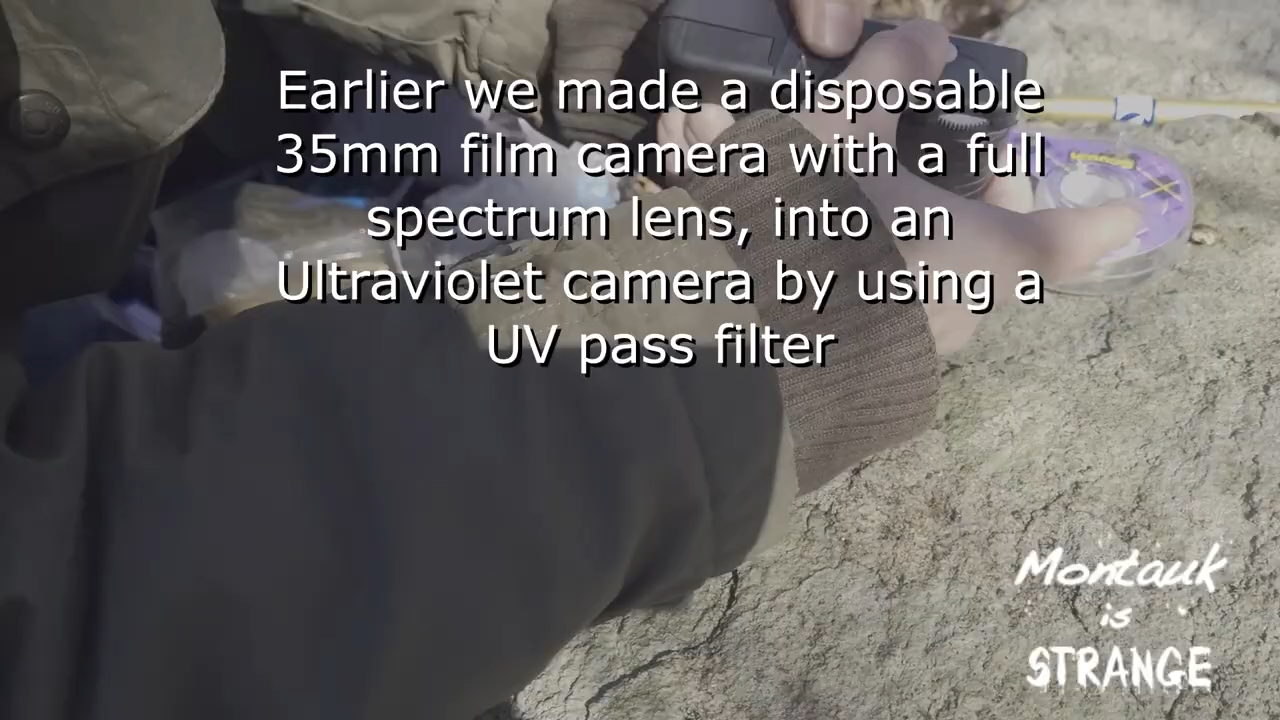 Earlier we made a disposable
35mm film camera with a full
spectrum lens, into an
Ultraviolet camera by using a
UV pass filter
Montauk
is
STRANGE